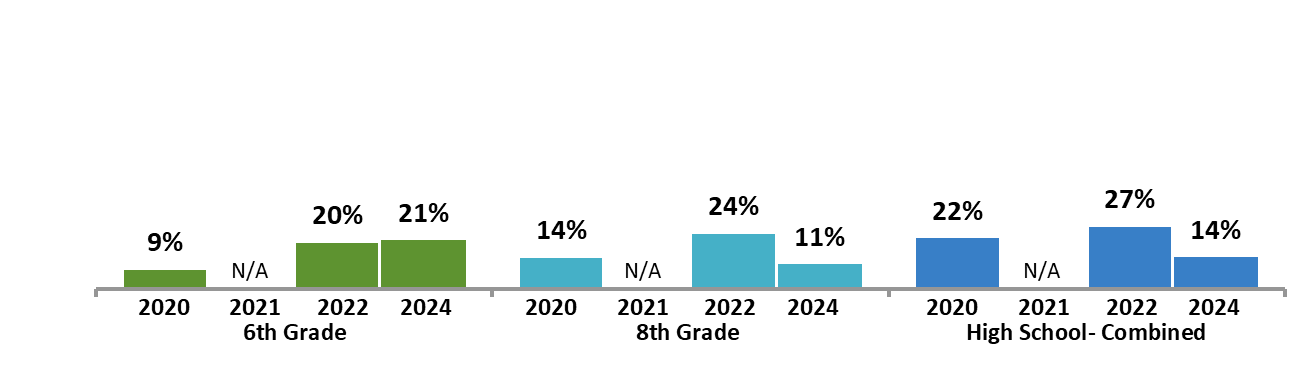 9% N/A 20% 21% 14% N/A 24% 11% 22% N/A 27% 14%
2020 2021 2022 2024 2020 2021 2022 2024 2020 2021 2022 2024
6th Grade 8th Grade High School- Combined